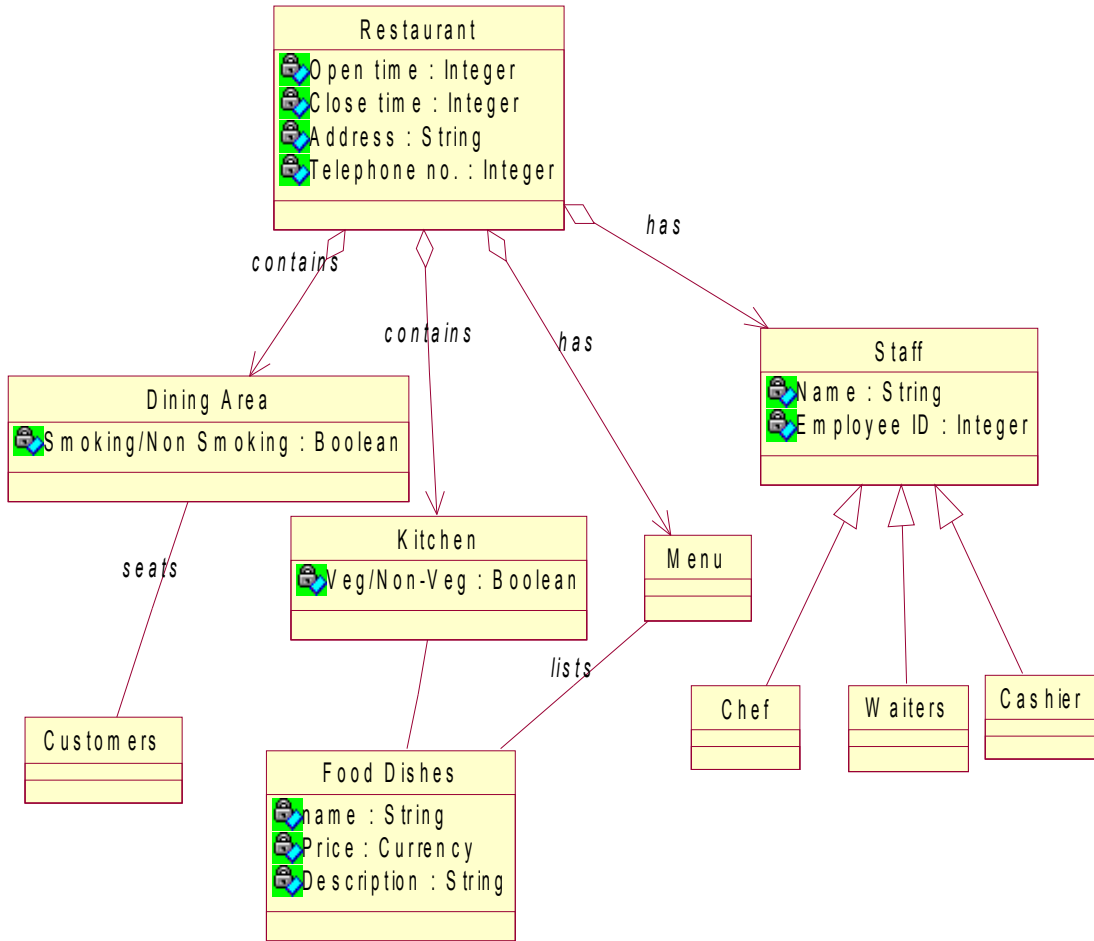 Restaurant
Open time : Integer
Close time : Integer
Address : String
Telephone no. : Integer
has
contains
contains
has
Staff
Name : String
Employee ID : Integer
Dining Area
Smoking/Non Smoking : Boolean
Kitchen
Veg/Non-Veg : Boolean
Menu
seats
lists
Chef
Waiters
Cashier
Customers
Food Dishes
name : String
Price : Currency
Description : String